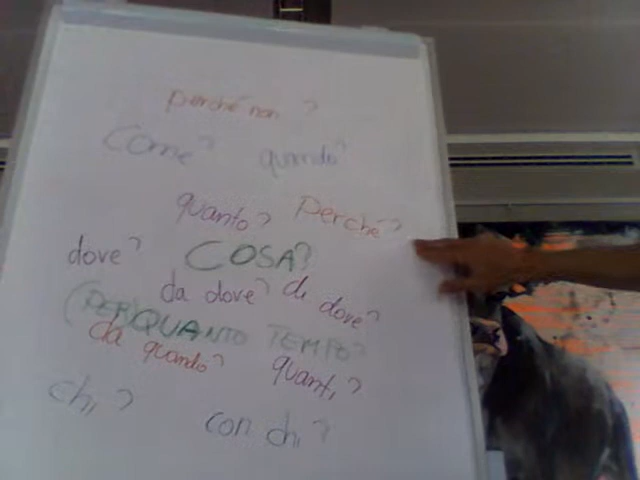 perché non?
Come? quando?
quanto? Perché?
dove? COSA?
da dove? di dove?
(PER)QUANTO TEMPO?
da quando? quanti?
chi? con chi?